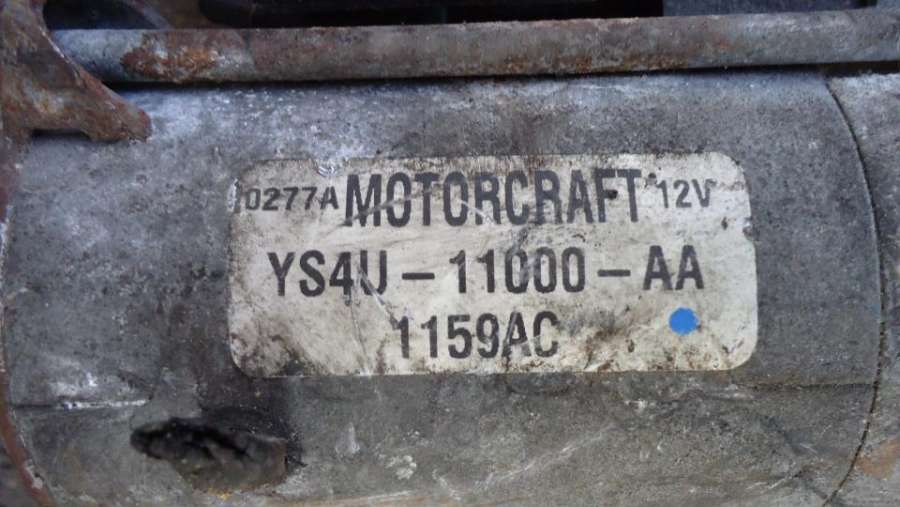 0277A MOTORCRAFT 12V
YS4U-11000-AA
1159AC